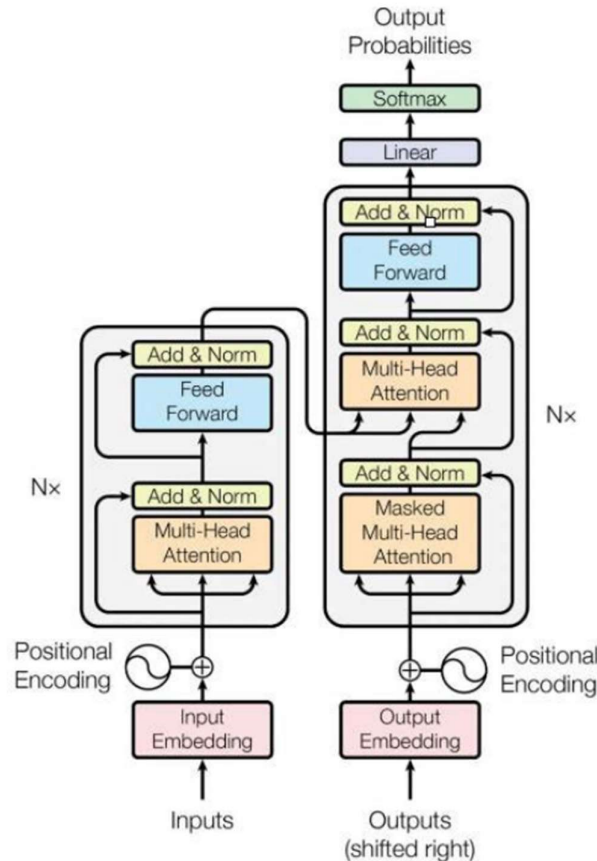 Output
Probabilities
Softmax
Linear
Add & Norm
Feed
Forward
Add & Norm
Multi-Head
Attention
Add & Norm
Masked
Multi-Head
Attention
Nx
Add & Norm
Feed
Forward
Add & Norm
Multi-Head
Attention
Nx
Positional
Encoding
Positional
Encoding
Input
Embedding
Output
Embedding
Inputs
Outputs
(shifted right)